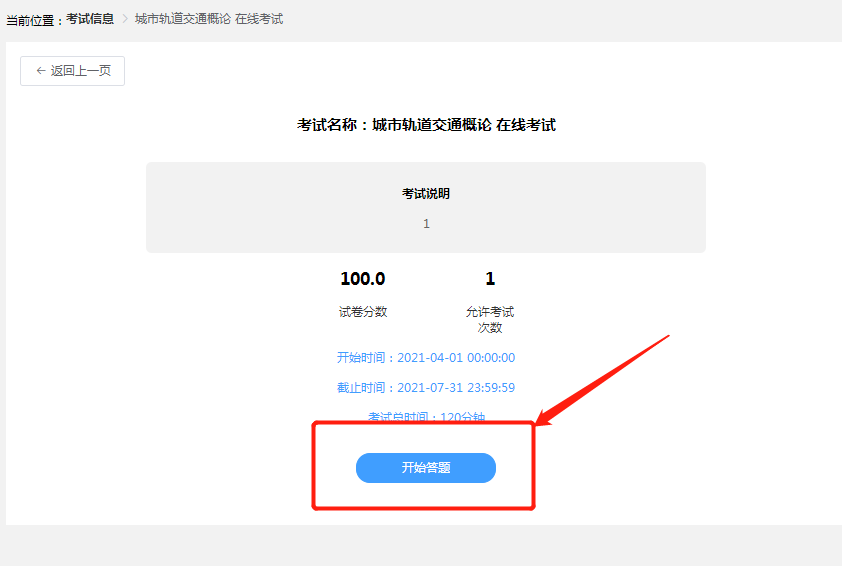 当前位置：考试信息 > 城市轨道交通概论 在线考试
← 返回上一页
考试名称：城市轨道交通概论 在线考试
考试说明
1
100.0 1
试卷分数 允许考试
次数
开始时间：2021-04-01 00:00:00
截止时间：2021-07-31 23:59:59
考试总时间：120分钟
开始答题